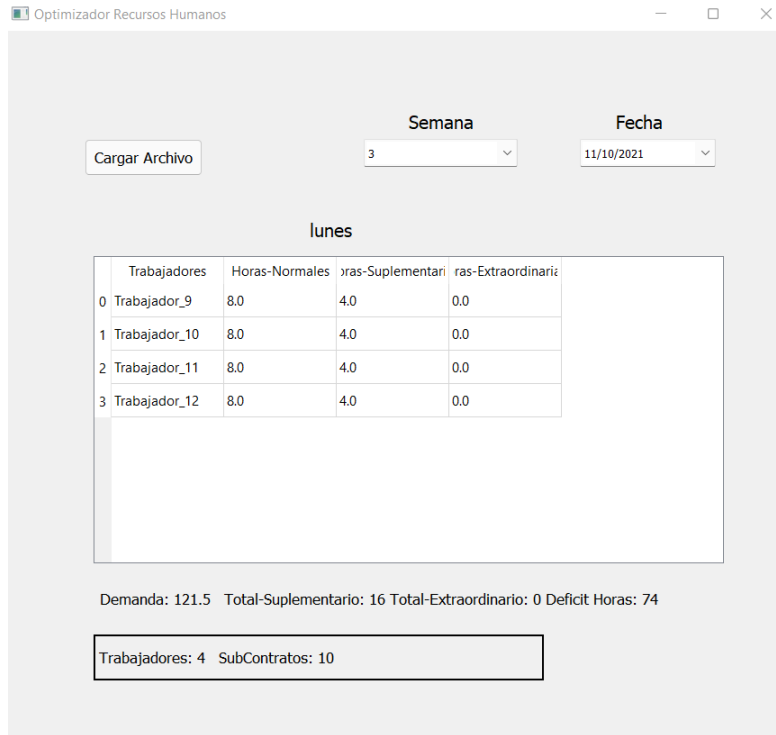 Optimizador Recursos Humanos
Semana Fecha
Cargar Archivo 3 11/10/2021
lunes
Trabajadores Horas-Normales oras-Suplementari ras-Extraordinaria
0 Trabajador_9 8.0 4.0 0.0
1 Trabajador_10 8.0 4.0 0.0
2 Trabajador_11 8.0 4.0 0.0
3 Trabajador_12 8.0 4.0 0.0
Demanda: 121.5 Total-Suplementario: 16 Total-Extraordinario: 0 Deficit Horas: 74
Trabajadores: 4 SubContratos: 10